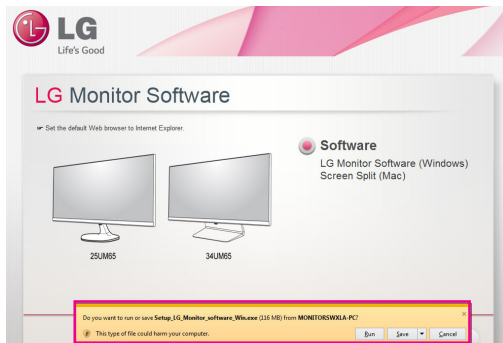 LG
Life's Good
LG Monitor Software
☞ Set the default Web browser to Internet Explorer.
Software
LG Monitor Software (Windows)
Screen Split (Mac)
25UM65
34UM65
Do you want to run or save Setup_LG_Monitor_software_Win.exe (116 MB) from MONITORSWXLA-PC?
This type of file could harm your computer.
Run Save Cancel